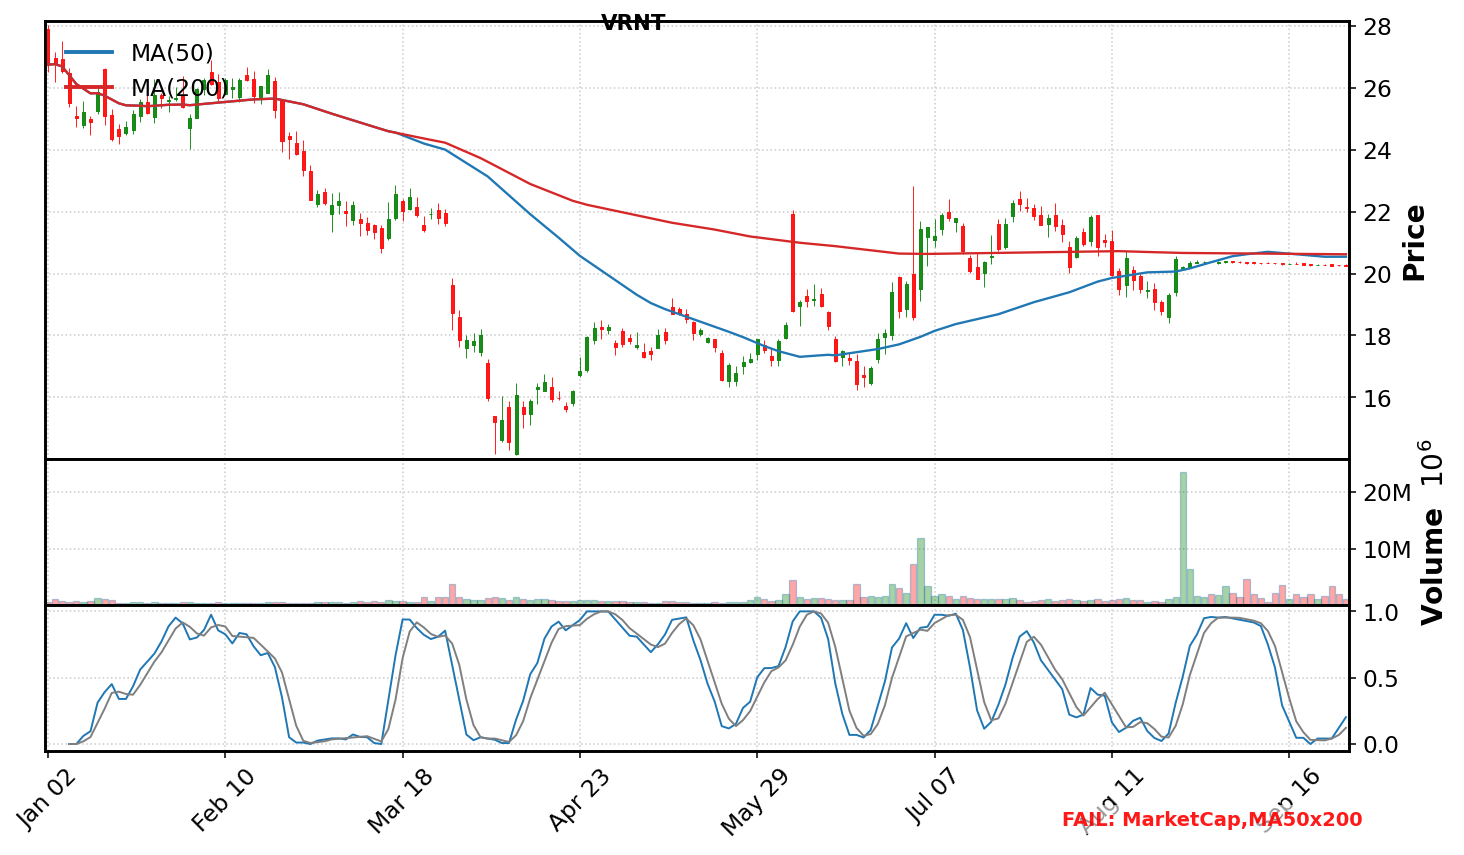 VRNT
MA(50)
MA(200)
28
26
24
22
20
18
16
Price
20M
10M
Volume 10^6
1.0
0.5
0.0
Jan 02
Feb 10
Mar 18
Apr 23
May 29
Jul 07
Aug 11
Sep 16
FAIL: MarketCap,MA50x200